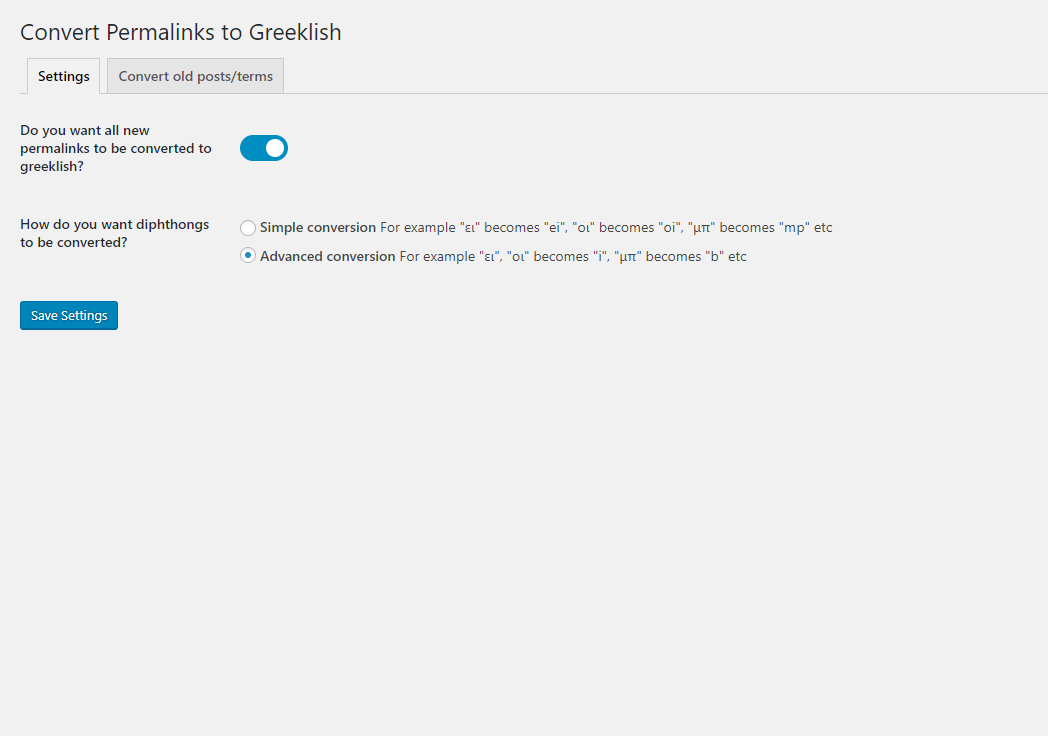 Convert Permalinks to Greeklish
Settings
Convert old posts/terms
Do you want all new
permalinks to be converted to
greeklish?
How do you want diphthongs
to be converted?
Simple conversion For example "ει" becomes "ei", "οι" becomes "oi", "μπ" becomes "mp" etc
Advanced conversion For example "ει", "οι" becomes "i", "μπ" becomes "b" etc
Save Settings